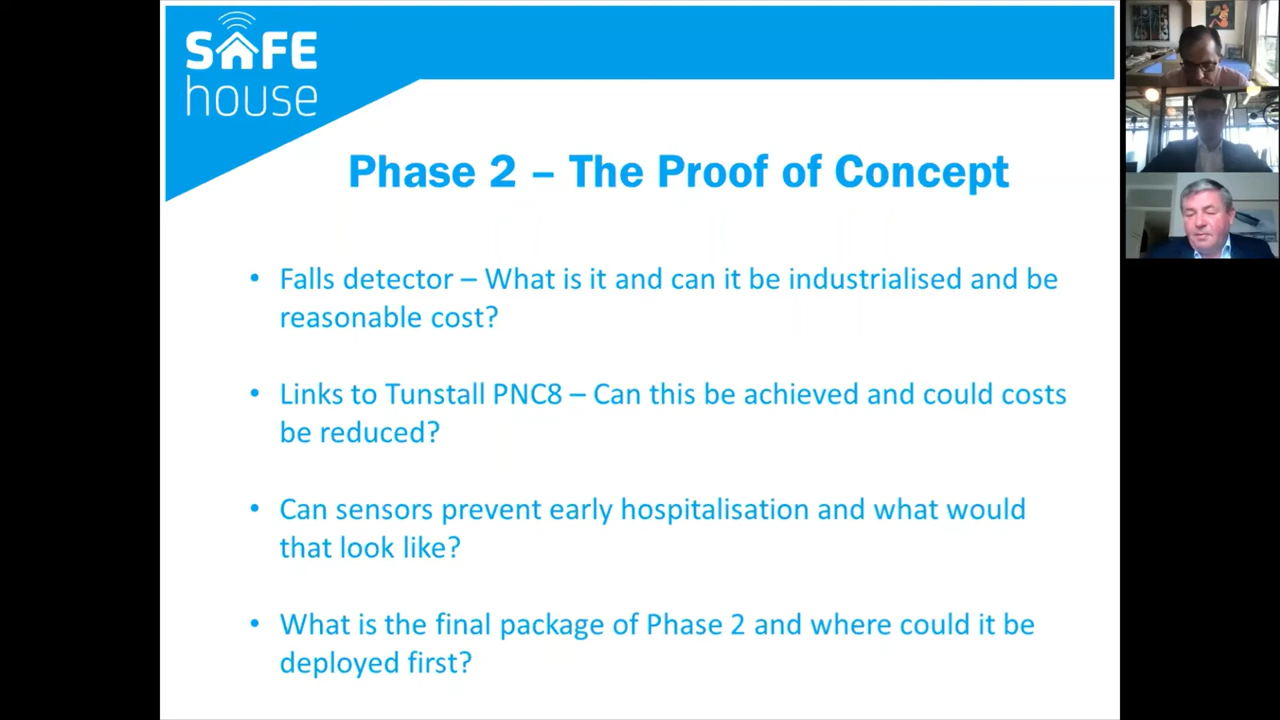 SAFE
house
Phase 2 – The Proof of Concept
• Falls detector – What is it and can it be industrialised and be
reasonable cost?
• Links to Tunstall PNC8 – Can this be achieved and could costs
be reduced?
• Can sensors prevent early hospitalisation and what would
that look like?
• What is the final package of Phase 2 and where could it be
deployed first?